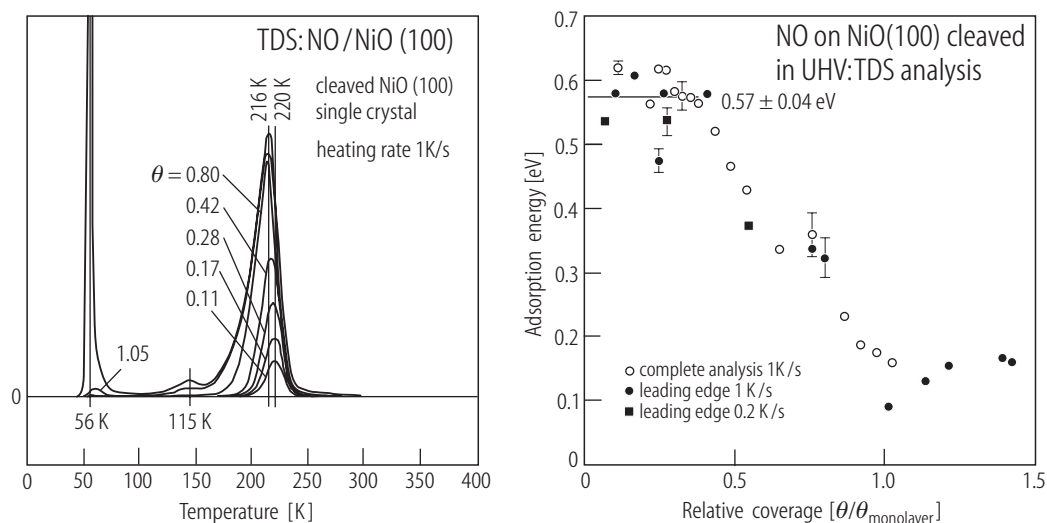 TDS: NO/NiO (100)
cleaved NiO (100)
single crystal
heating rate 1K/s
216 K
220 K
θ = 0.80
0.42
0.28
0.17
0.11
1.05
0
56 K
115 K
0
50
100
150
200
250
300
350
400
Temperature [K]
NO on NiO(100) cleaved
in UHV: TDS analysis
0.57 ± 0.04 eV
0.7
0.6
0.5
0.4
0.3
0.2
0.1
0
Adsorption energy [eV]
complete analysis 1K/s
leading edge 1K/s
leading edge 0.2 K/s
0
0.5
1.0
1.5
Relative coverage [θ/θmonolayer]